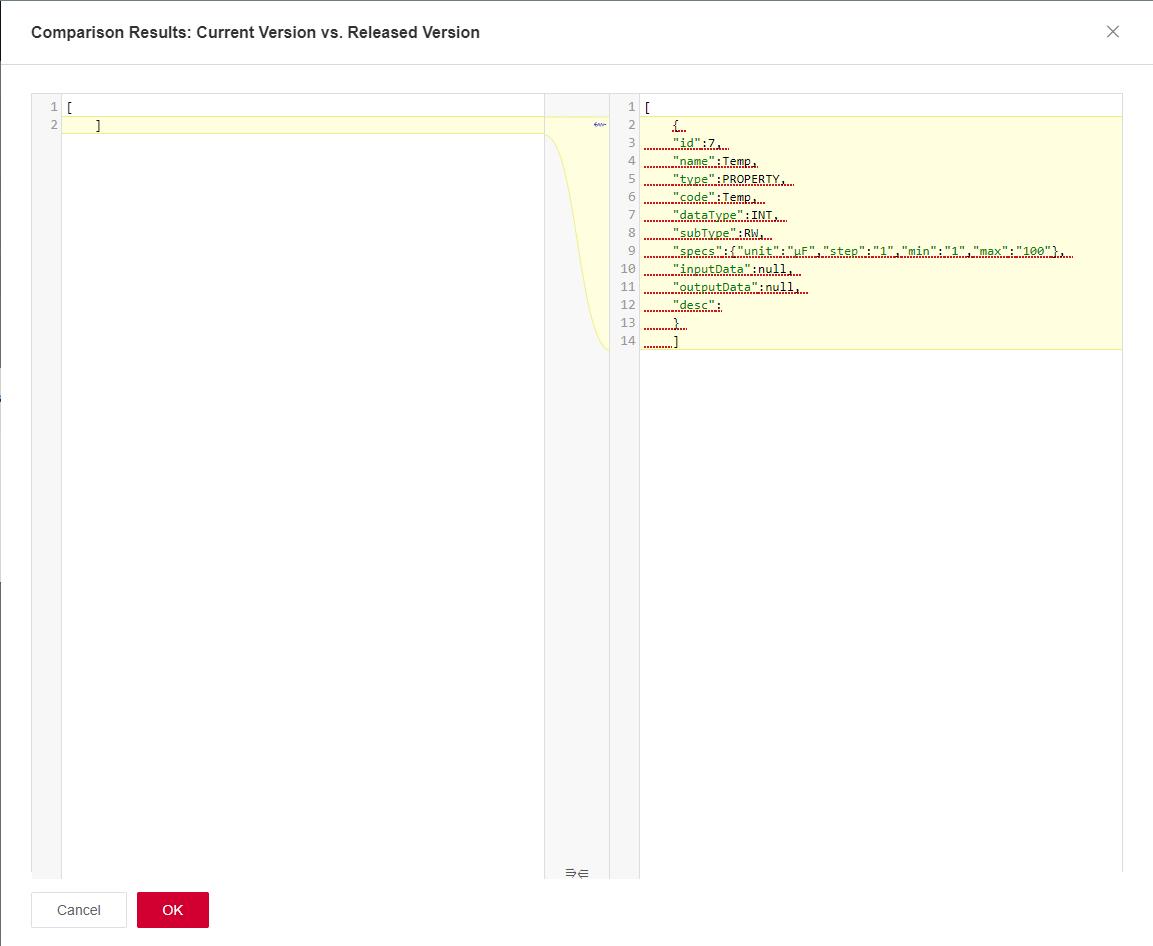 Comparison Results: Current Version vs. Released Version
1 [
2 ]
1 [
2 {
3 "id":7,
4 "name":Temp,
5 "type":PROPERTY,
6 "code":Temp,
7 "dataType":INT,
8 "subType":RW,
9 "specs":{"unit":"μF","step":"1","min":"1","max":"100"},
10 "inputData":null,
11 "outputData":null,
12 "desc":
13 }
14 ]
Cancel OK